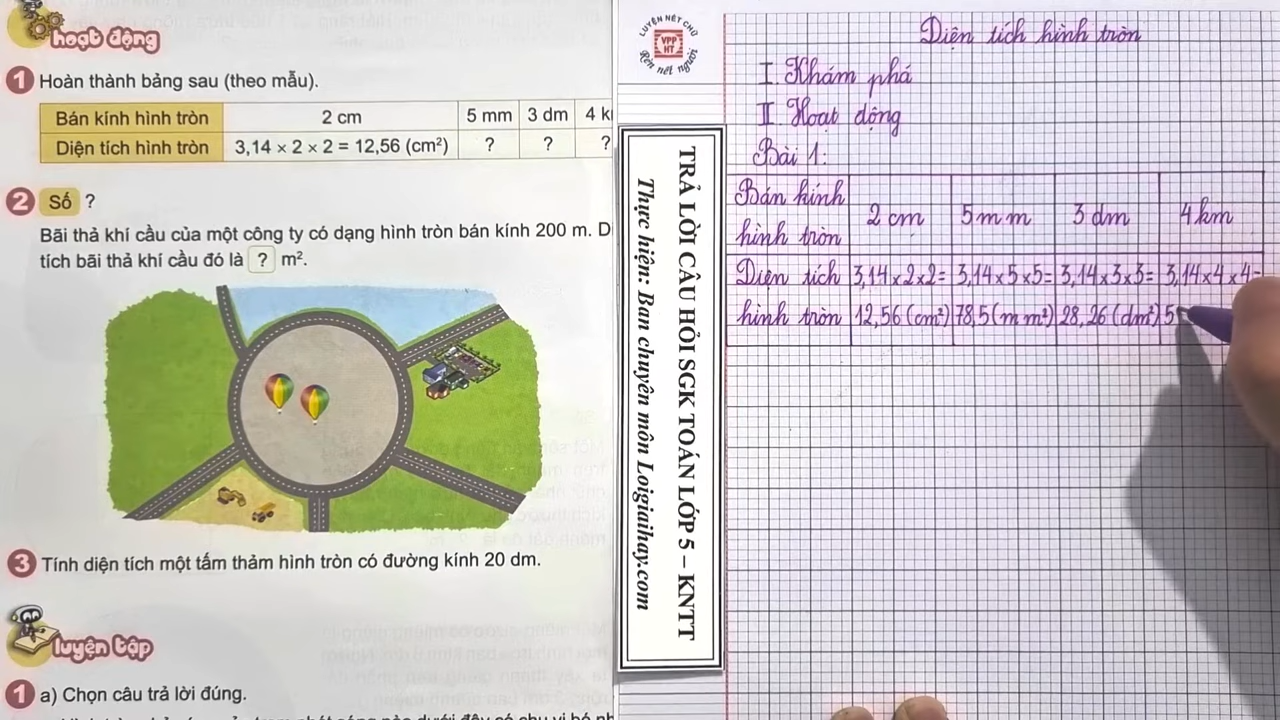 hoạt động
1 Hoàn thành bảng sau (theo mẫu).
Bán kính hình tròn 2 cm 5 mm 3 dm 4 k
Diện tích hình tròn 3,14 × 2 × 2 = 12,56 (cm²) ? ? ?
2 Số ?
Bãi thả khí cầu của một công ty có dạng hình tròn bán kính 200 m. D
tích bãi thả khí cầu đó là ? m².
3 Tính diện tích một tấm thảm hình tròn có đường kính 20 dm.
luyện tập
1 a) Chọn câu trả lời đúng.
LUYỆN NÉT CHỮ
VPP
HT
Rèn nết người
TRẢ LỜI CÂU HỎI SGK TOÁN LỚP 5 – KNTT
Thực hiện: Ban chuyên môn Loigiaihay.com
Diện tích hình tròn
I. Khám phá
II. Hoạt động
Bài 1:
Bán kính
hình tròn 2 cm 5 mm 3 dm 4 km
Diện tích 3,14×2×2= 3,14×5×5= 3,14×3×3= 3,14×4×4=
hình tròn 12,56 (cm²) 78,5 (mm²) 28,26 (dm²) 5